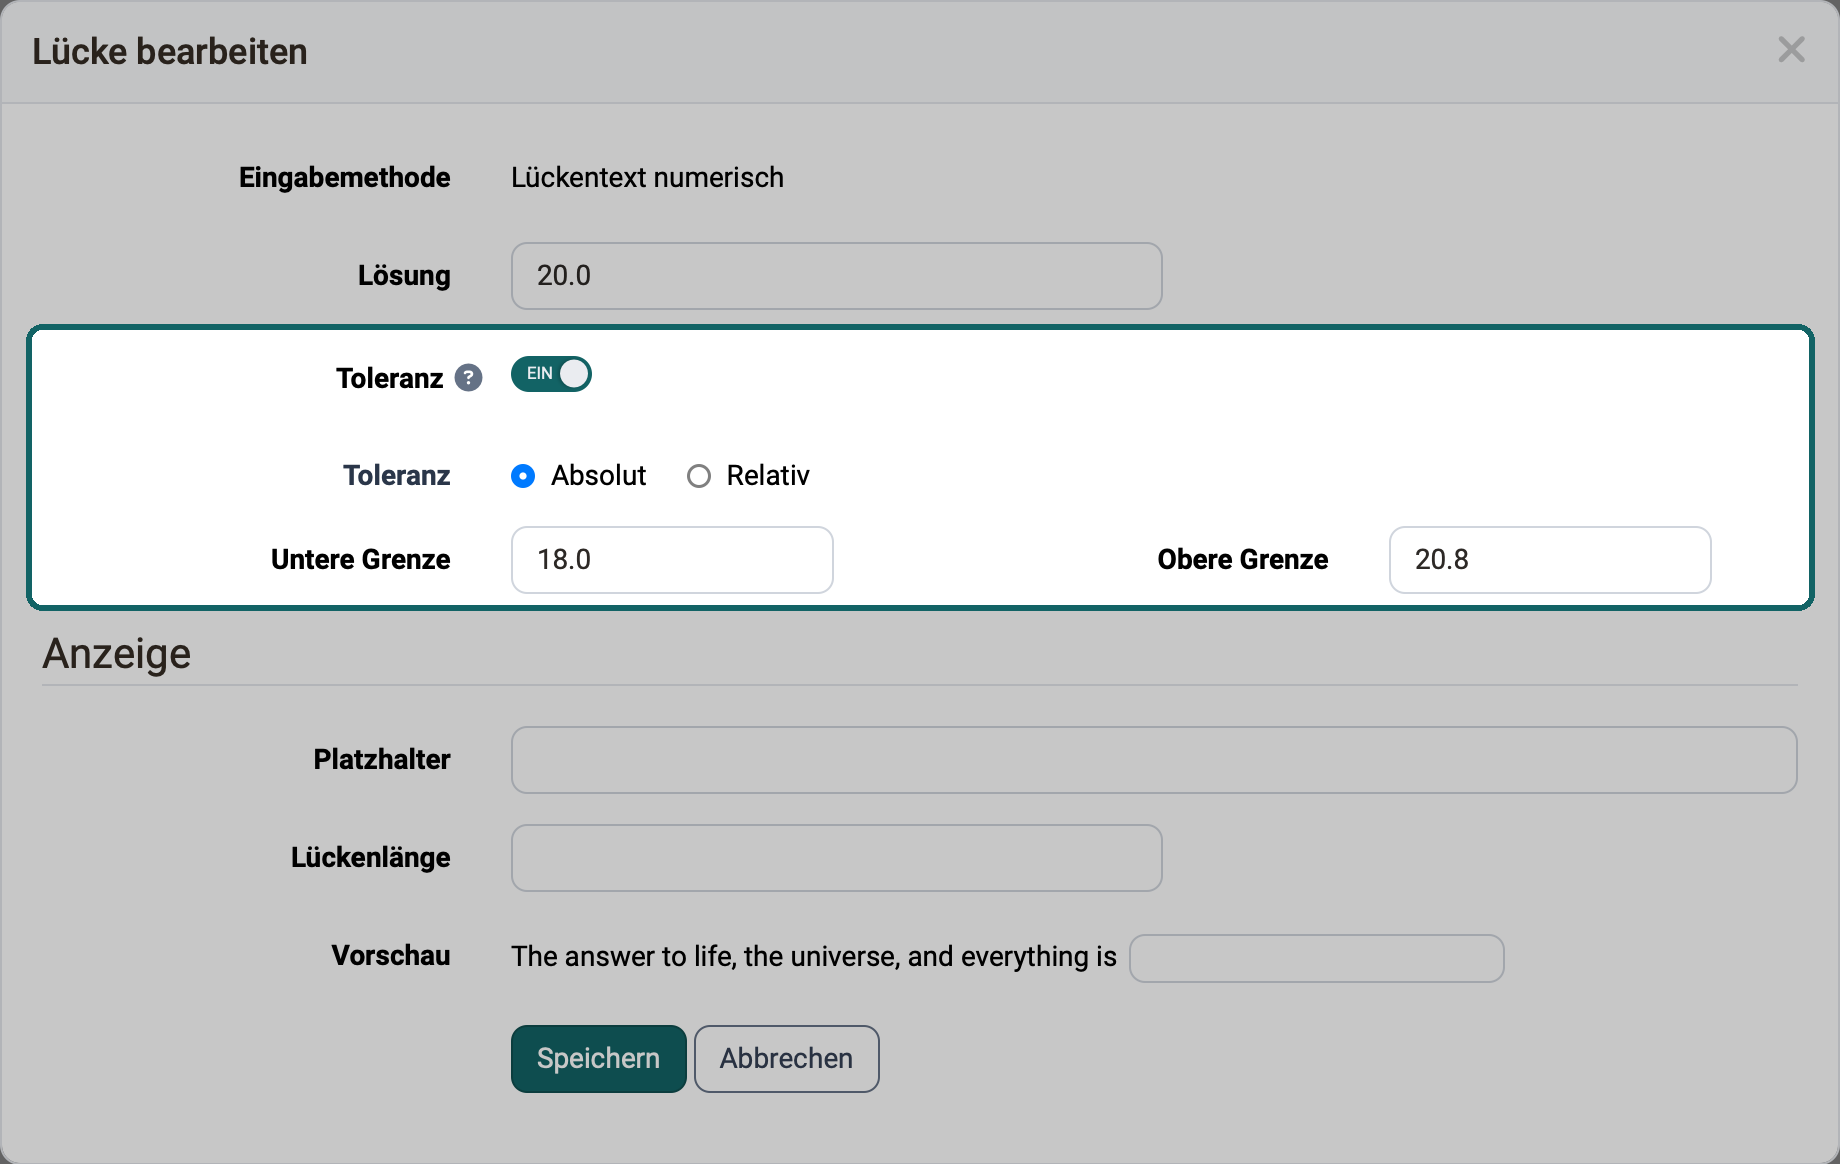 Lücke bearbeiten
Eingabemethode Lückentext numerisch
Lösung 20.0
Toleranz ? EIN
Toleranz Absolut Relativ
Untere Grenze 18.0 Obere Grenze 20.8
Anzeige
Platzhalter
Lückenlänge
Vorschau The answer to life, the universe, and everything is
Speichern Abbrechen